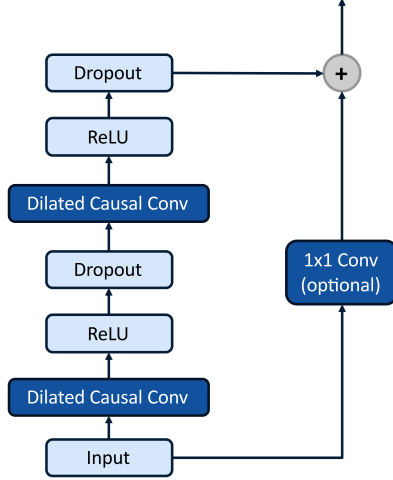 Dropout
+
ReLU
Dilated Causal Conv
Dropout
1x1 Conv
(optional)
ReLU
Dilated Causal Conv
Input